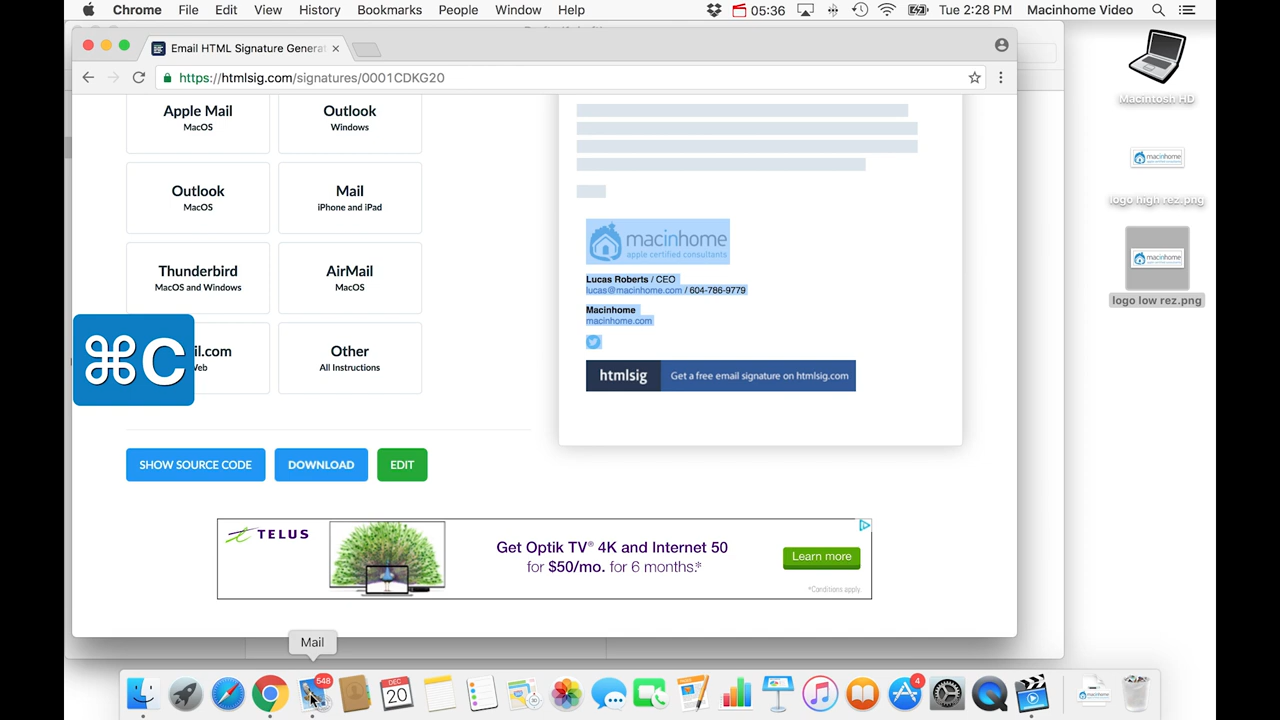 Chrome File Edit View History Bookmarks People Window Help 05:36 Tue 2:28 PM Macinhome Video
Email HTML Signature Genera
https://htmlsig.com/signatures/0001CDKG20
Apple Mail
MacOS
Outlook
Windows
Outlook
MacOS
Mail
iPhone and iPad
Thunderbird
MacOS and Windows
AirMail
MacOS
il.com
Web
Other
All Instructions
⌘C
SHOW SOURCE CODE
DOWNLOAD
EDIT
macinhome
apple certified consultants
Lucas Roberts / CEO
lucas@macinhome.com / 604-786-9779
Macinhome
macinhome.com
htmlsig Get a free email signature on htmlsig.com
TELUS
Get Optik TV® 4K and Internet 50
for $50/mo. for 6 months.*
Learn more
*Conditions apply.
Macintosh HD
macinhome
logo high rez.png
macinhome
logo low rez.png
Mail
548
DEC
20
4